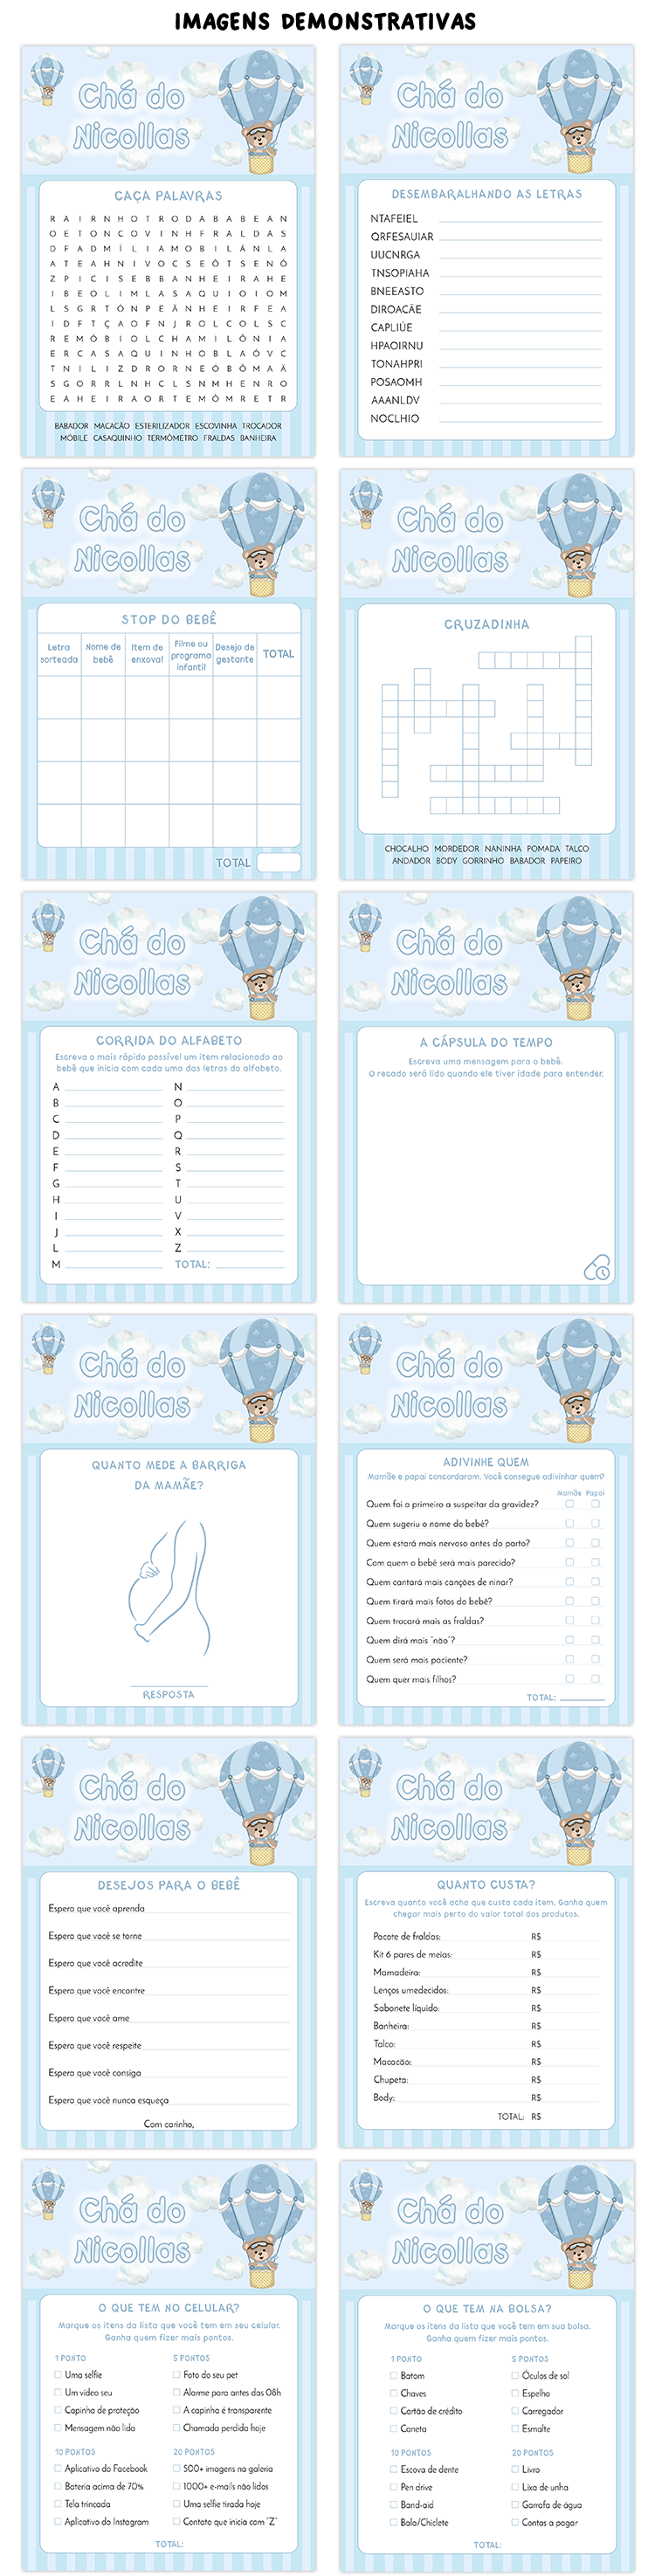 IMAGENS DEMONSTRATIVAS
Chá do
Nicollas
CAÇA PALAVRAS
R A I R N H O T R O D A B A B E A N
O E T O N C O V I N H F R A L D A S
D F A D M Í L I A M O B I L Á N L A
A T E A H N I V O C S E Ô T S E N Ô
Z P I C I S E B B A N H E I R A H E
I B E O L I M L A S A Q U I O I O M
L S G R T Ô N P E Ã N H E I R F E A
I D F T Ç A O F N J R O L C O L S C
R E M Ó B I O L C H A M I L Ô N I A
E R C A S A Q U I N H O B L A Ó V C
T N I L I Z D R O R N E Ó B Ô M A Ã
S G O R R L N H C L S N M H E N R O
E A H E I R A O R T E M Ô M R E T R
BABADOR MACACÃO ESTERILIZADOR ESCOVINHA TROCADOR
MÓBILE CASAQUINHO TERMÔMETRO FRALDAS BANHEIRA
Chá do
Nicollas
DESEMBARALHANDO AS LETRAS
NTAFEIEL
QRFESAUIAR
UUCNRGA
TNSOPIAHA
BNEEASTO
DIROACÃE
CAPLIÚE
HPAOIRNU
TONAHPRI
POSAOMH
AAANLDV
NOCLHIO
Chá do
Nicollas
STOP DO BEBÊ
Letra sorteada
Nome de bebê
Item de enxoval
Filme ou programa infantil
Desejo de gestante
TOTAL
TOTAL
Chá do
Nicollas
CRUZADINHA
CHOCALHO MORDEDOR NANINHA POMADA TALCO
ANDADOR BODY GORRINHO BABADOR PAPEIRO
Chá do
Nicollas
CORRIDA DO ALFABETO
Escreva o mais rápido possível um item relacionado ao
bebê que inicia com cada uma das letras do alfabeto.
A N
B O
C P
D Q
E R
F S
G T
H U
I V
J X
L Z
M TOTAL:
Chá do
Nicollas
A CÁPSULA DO TEMPO
Escreva uma mensagem para o bebê.
O recado será lido quando ele tiver idade para entender.
Chá do
Nicollas
QUANTO MEDE A BARRIGA
DA MAMÃE?
RESPOSTA
Chá do
Nicollas
ADIVINHE QUEM
Mamãe e papai concordaram. Você consegue adivinhar quem?
Mamãe Papai
Quem foi o primeiro a suspeitar da gravidez?
Quem sugeriu o nome do bebê?
Quem estará mais nervoso antes do parto?
Com quem o bebê será mais parecido?
Quem cantará mais canções de ninar?
Quem tirará mais fotos do bebê?
Quem trocará mais as fraldas?
Quem dirá mais "não"?
Quem será mais paciente?
Quem quer mais filhos?
TOTAL:
Chá do
Nicollas
DESEJOS PARA O BEBÊ
Espero que você aprenda
Espero que você se torne
Espero que você acredite
Espero que você encontre
Espero que você ame
Espero que você respeite
Espero que você consiga
Espero que você nunca esqueça
Com carinho,
Chá do
Nicollas
QUANTO CUSTA?
Escreva quanto você acha que custa cada item. Ganha quem
chegar mais perto do valor total dos produtos.
Pacote de fraldas: R$
Kit 6 pares de meias: R$
Mamadeira: R$
Lenços umedecidos: R$
Sabonete líquido: R$
Banheira: R$
Talco: R$
Macacão: R$
Chupeta: R$
Body: R$
TOTAL: R$
Chá do
Nicollas
O QUE TEM NO CELULAR?
Marque os itens da lista que você tem em seu celular.
Ganha quem fizer mais pontos.
1 PONTO
Uma selfie
Um vídeo seu
Capinha de proteção
Mensagem não lida
5 PONTOS
Foto do seu pet
Alarme para antes das 08h
A capinha é transparente
Chamada perdida hoje
10 PONTOS
Aplicativo do Facebook
Bateria acima de 70%
Tela trincada
Aplicativo do Instagram
20 PONTOS
500+ imagens na galeria
1000+ e-mails não lidos
Uma selfie tirada hoje
Contato que inicia com "Z"
TOTAL:
Chá do
Nicollas
O QUE TEM NA BOLSA?
Marque os itens da lista que você tem em sua bolsa.
Ganha quem fizer mais pontos.
1 PONTO
Batom
Chaves
Cartão de crédito
Caneta
5 PONTOS
Óculos de sol
Espelho
Carregador
Esmalte
10 PONTOS
Escova de dente
Pen drive
Band-aid
Bala/Chiclete
20 PONTOS
Livro
Lixa de unha
Garrafa de água
Contas a pagar
TOTAL: